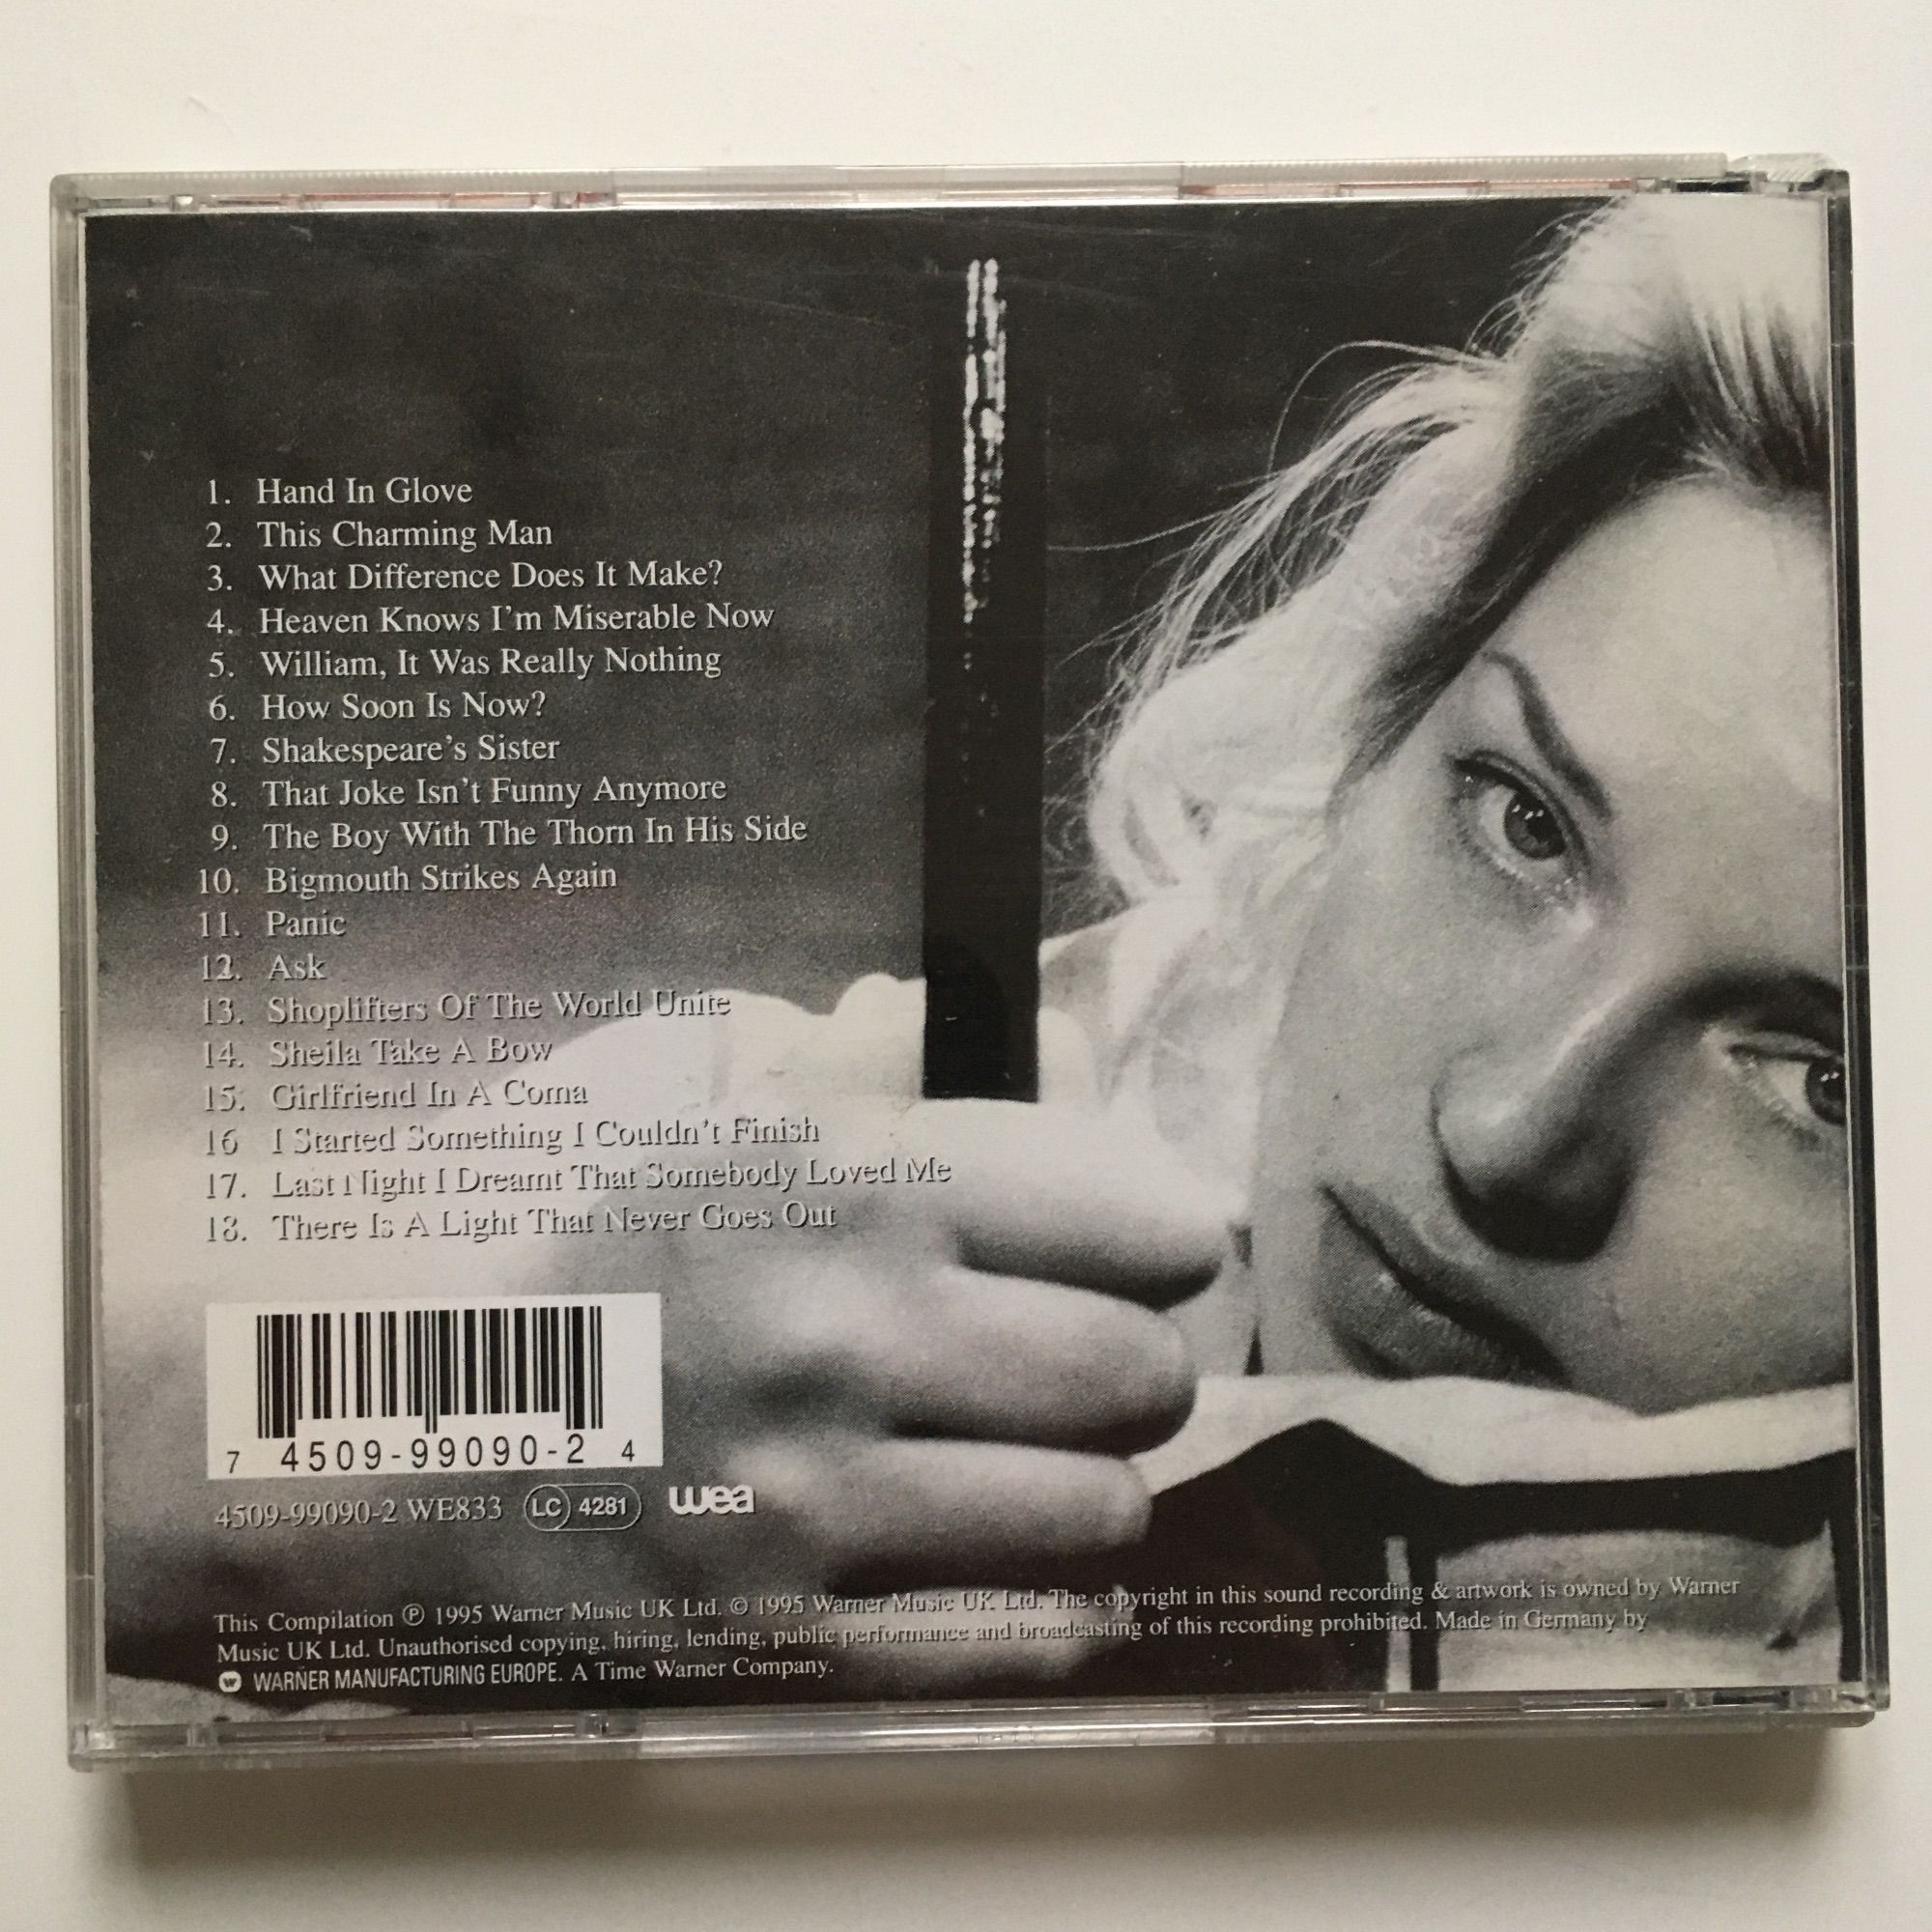 1. Hand In Glove
2. This Charming Man
3. What Difference Does It Make?
4. Heaven Knows I'm Miserable Now
5. William, It Was Really Nothing
6. How Soon Is Now?
7. Shakespeare's Sister
8. That Joke Isn't Funny Anymore
9. The Boy With The Thorn In His Side
10. Bigmouth Strikes Again
11. Panic
12. Ask
13. Shoplifters Of The World Unite
14. Sheila Take A Bow
15. Girlfriend In A Coma
16 I Started Something I Couldn't Finish
17. Last Night I Dreamt That Somebody Loved Me
18. There Is A Light That Never Goes Out
7 4509-99090-2 4
4509-99090-2 WE833 LC 4281 wea
This Compilation ℗ 1995 Warner Music UK Ltd. © 1995 Warner Music UK Ltd. The copyright in this sound recording & artwork is owned by Warner
Music UK Ltd. Unauthorised copying, hiring, lending, public performance and broadcasting of this recording prohibited. Made in Germany by
WARNER MANUFACTURING EUROPE. A Time Warner Company.